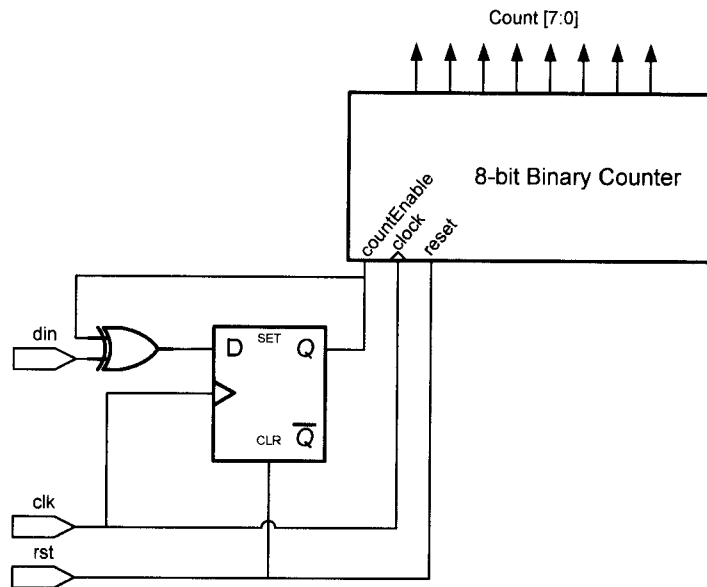 Count [7:0]
8-bit Binary Counter
countEnable
clock
reset
din
D
SET
Q
CLR
Q
clk
rst